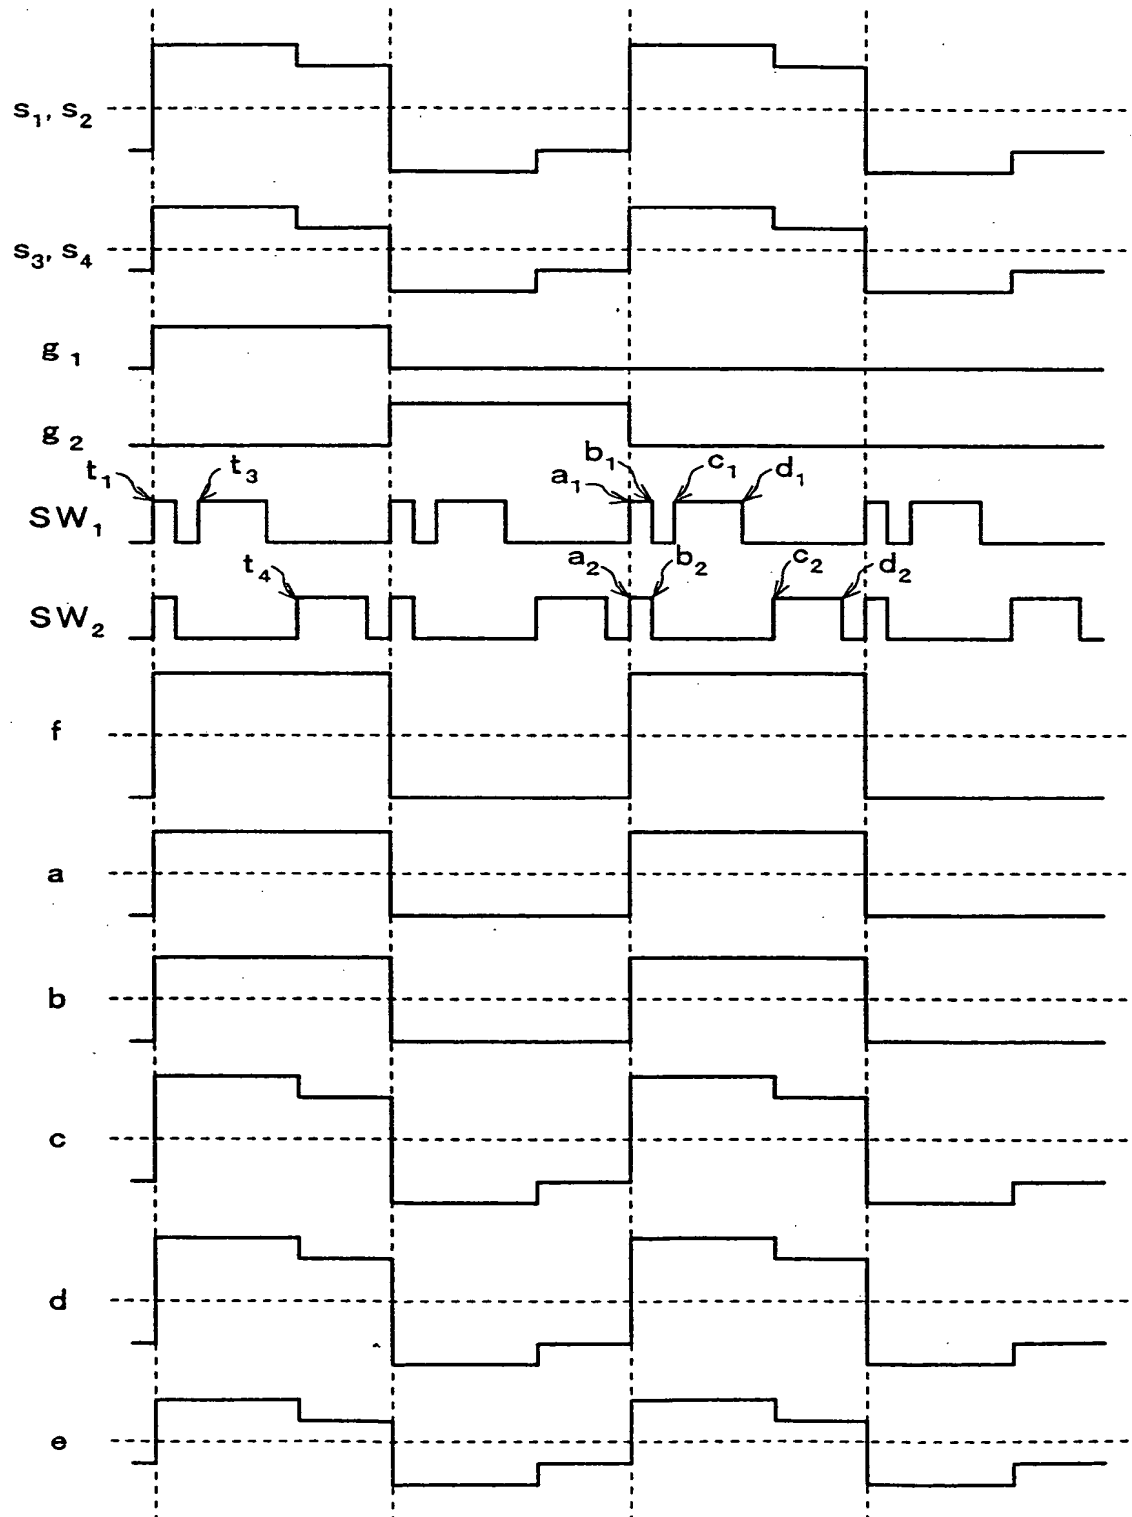 s₁, s₂
s₃, s₄
g₁
g₂
t₁ t₃ a₁ b₁ c₁ d₁
SW₁
t₄ a₂ b₂ c₂ d₂
SW₂
f
a
b
c
d
e